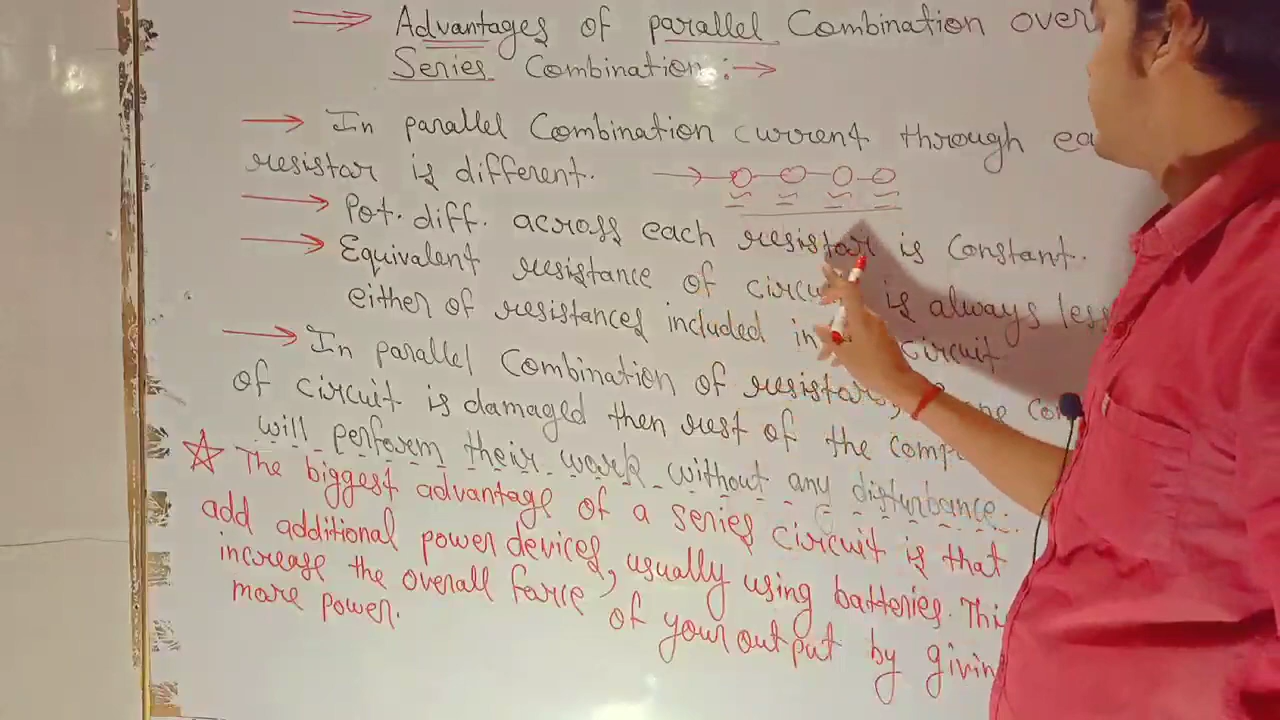 Advantages of parallel Combination over
Series Combination :→
→ In parallel Combination current through ea
resistor is different.
→ Pot. diff. across each resistor is Constant.
→ Equivalent resistance of circui is always less
either of resistances included in circuit
→ In parallel Combination of resistors, one co
of circuit is damaged then rest of the comp
will perform their work without any disturbance.
☆ The biggest advantage of a series circuit is that
add additional power devices, usually using batteries. Thi
increase the overall force of your output by givin
more power.